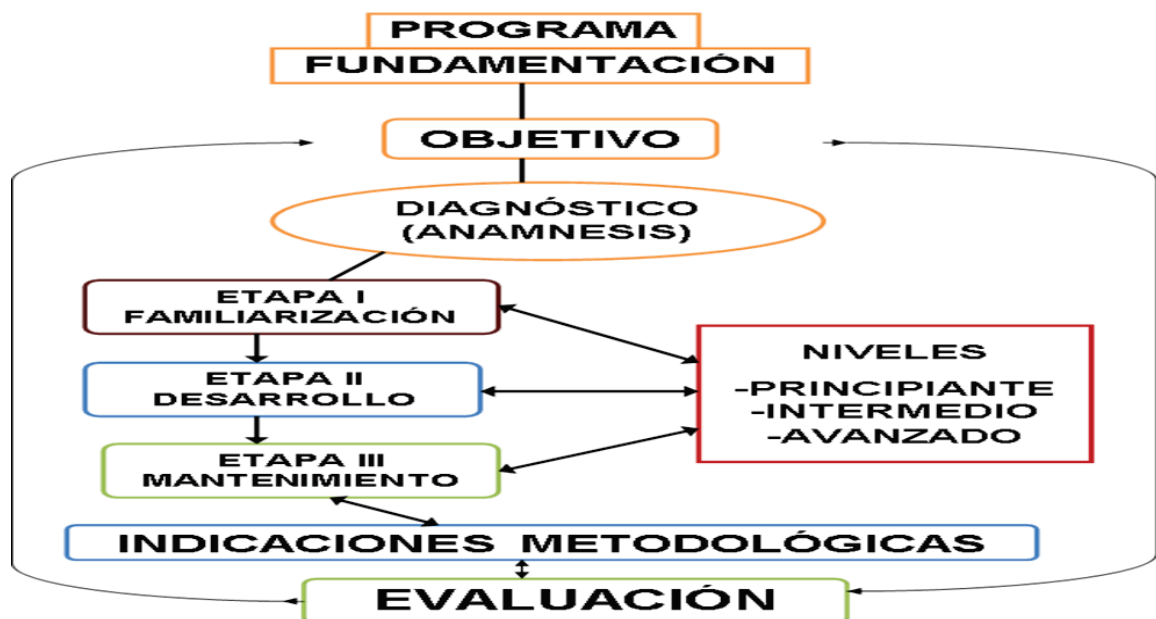 PROGRAMA
FUNDAMENTACIÓN
OBJETIVO
DIAGNÓSTICO
(ANAMNESIS)
ETAPA I
FAMILIARIZACIÓN
ETAPA II
DESARROLLO
ETAPA III
MANTENIMIENTO
NIVELES
-PRINCIPIANTE
-INTERMEDIO
-AVANZADO
INDICACIONES METODOLÓGICAS
EVALUACIÓN